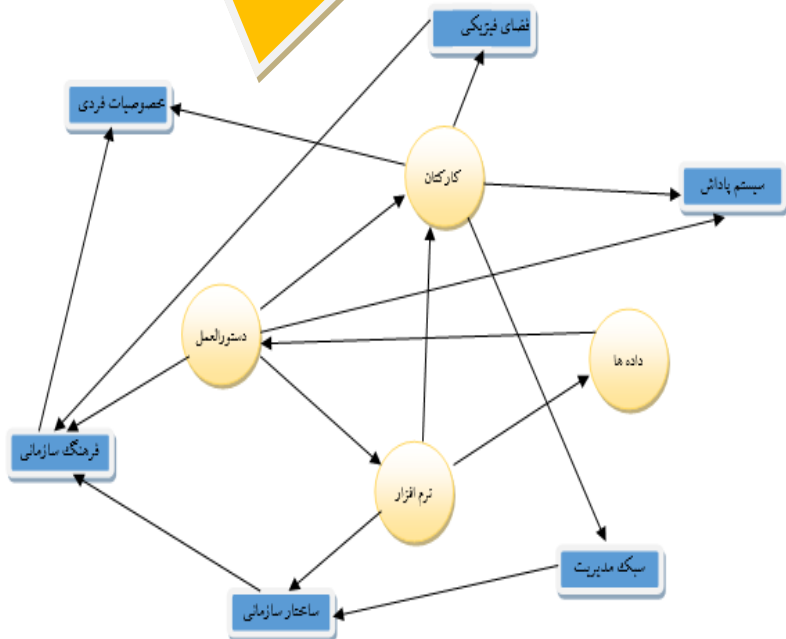 فضای فیزیکی
خصوصیات فردی
کارکنان
سیستم پاداش
دستورالعمل
داده ها
فرهنگ سازمانی
نرم افزار
سبک مدیریت
ساختار سازمانی